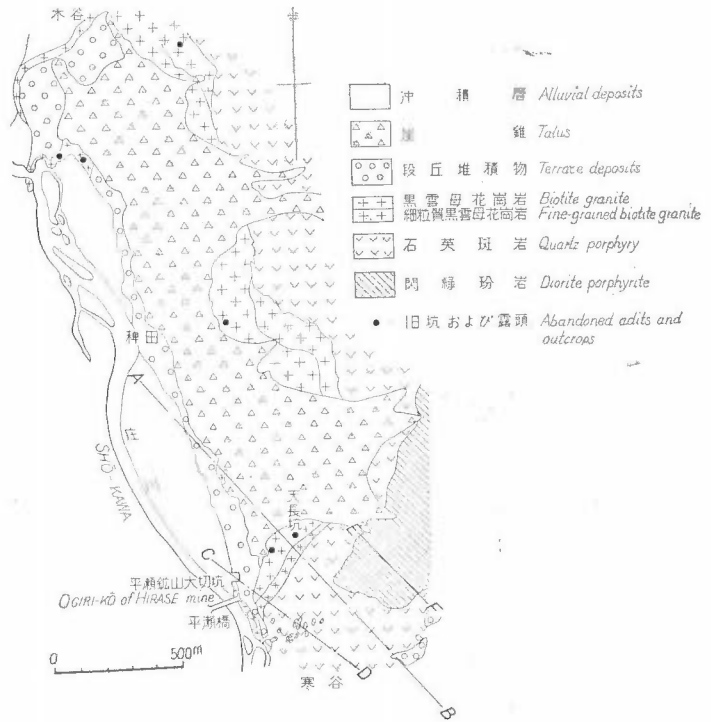 木谷
沖積層 Alluvial deposits
崖錐 Talus
段丘堆積物 Terrace deposits
黒雲母花崗岩 Biotite granite
細粒質黒雲母花崗岩 Fine-grained biotite granite
石英斑岩 Quartz porphyry
閃緑玢岩 Diorite porphyrite
旧坑および露頭 Abandoned adits and
outcrops
稗田
A
庄
SHŌ-KAWA
天長坑
E
C
平瀬鉱山大切坑
OGIRI-KŌ of HIRASE mine
F
平瀬橋
0 500m
寒谷
D
B